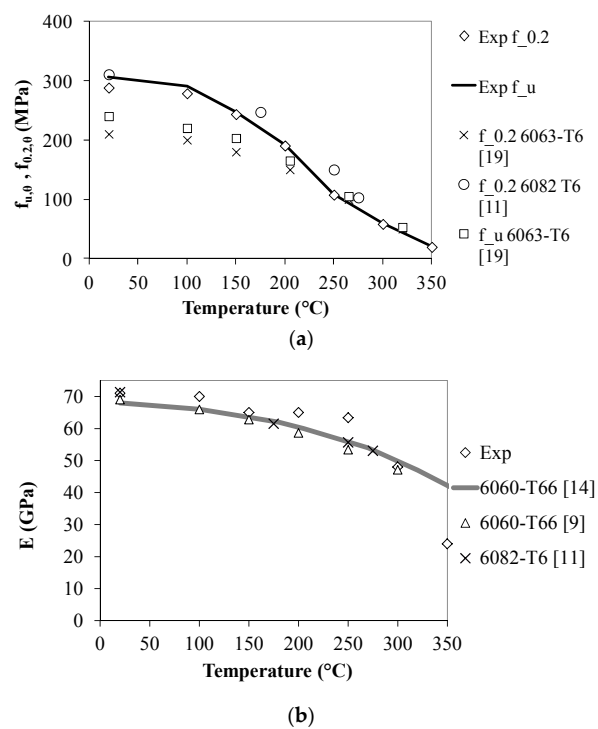 (a)
f_u,θ , f_0.2,θ (MPa)
400
300
200
100
0
0 50 100 150 200 250 300 350
Temperature (°C)
Exp f_0.2
Exp f_u
f_0.2 6063-T6
[19]
f_0.2 6082 T6
[11]
f_u 6063-T6
[19]
(a)
E (GPa)
70
60
50
40
30
20
10
0
0 50 100 150 200 250 300 350
Temperature (°C)
Exp
6060-T66 [14]
6060-T66 [9]
6082-T6 [11]
(b)